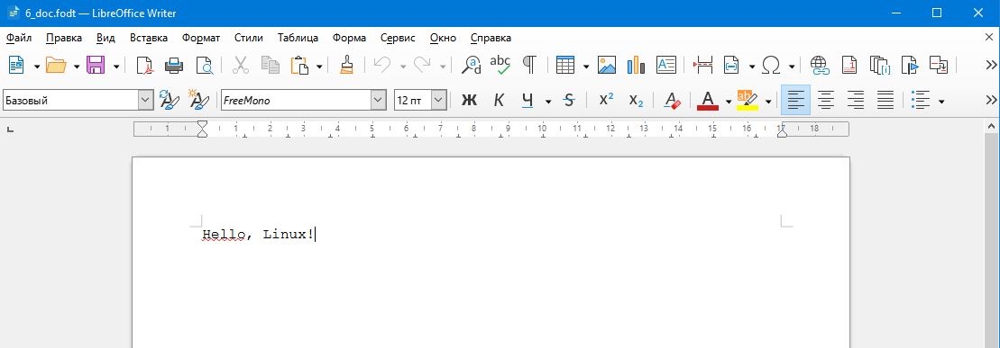 6_doc.fodt — LibreOffice Writer
Файл Правка Вид Вставка Формат Стили Таблица Форма Сервис Окно Справка
Базовый FreeMono 12 пт Ж К Ч S X² X₂
1 1 2 3 4 5 6 7 8 9 10 11 12 13 14 15 16 17 18
Hello, Linux!